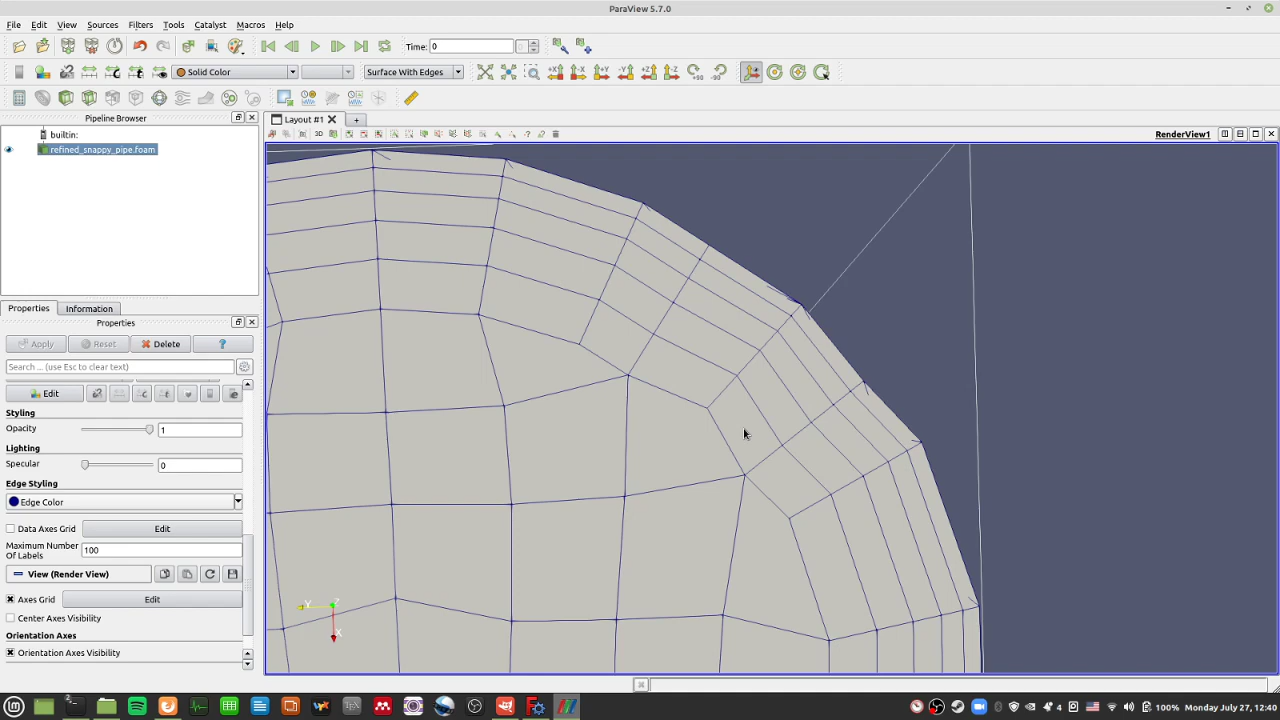 ParaView 5.7.0
File Edit View Sources Filters Tools Catalyst Macros Help
Time: 0 0
Solid Color Surface With Edges +X -X +Y -Y +Z -Z
Pipeline Browser Layout #1
builtin: 3D RenderView1
refined_snappy_pipe.foam
Properties Information
Properties
Apply Reset Delete ?
Search ... (use Esc to clear text)
Edit
Styling
Opacity 1
Lighting
Specular 0
Edge Styling
Edge Color
Data Axes Grid Edit
Maximum Number
Of Labels 100
View (Render View)
Axes Grid Edit
Center Axes Visibility
Orientation Axes
Orientation Axes Visibility
Y Z
X
4 100% Monday July 27, 12:40